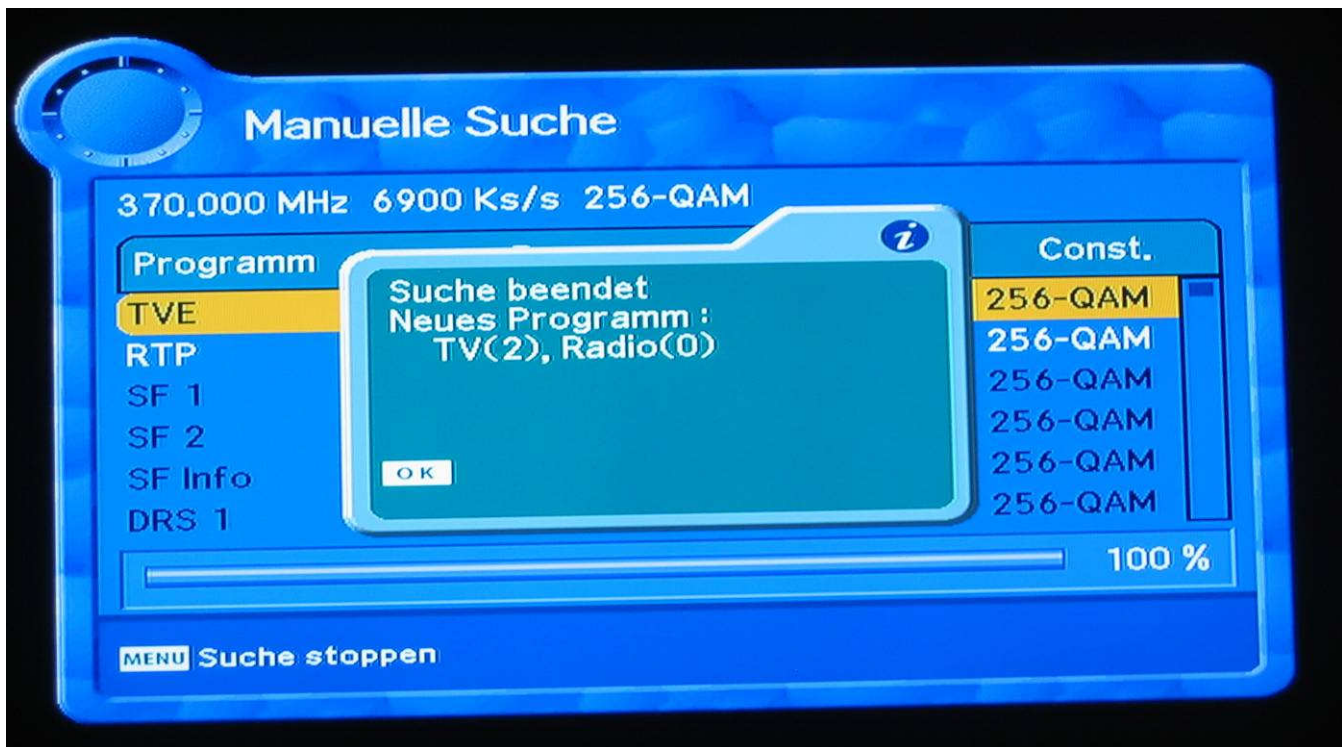 Manuelle Suche
370.000 MHz 6900 Ks/s 256-QAM
Programm Const.
TVE 256-QAM
RTP 256-QAM
SF 1 256-QAM
SF 2 256-QAM
SF Info 256-QAM
DRS 1 256-QAM
i
Suche beendet
Neues Programm :
TV(2), Radio(0)
OK
100 %
MENU Suche stoppen